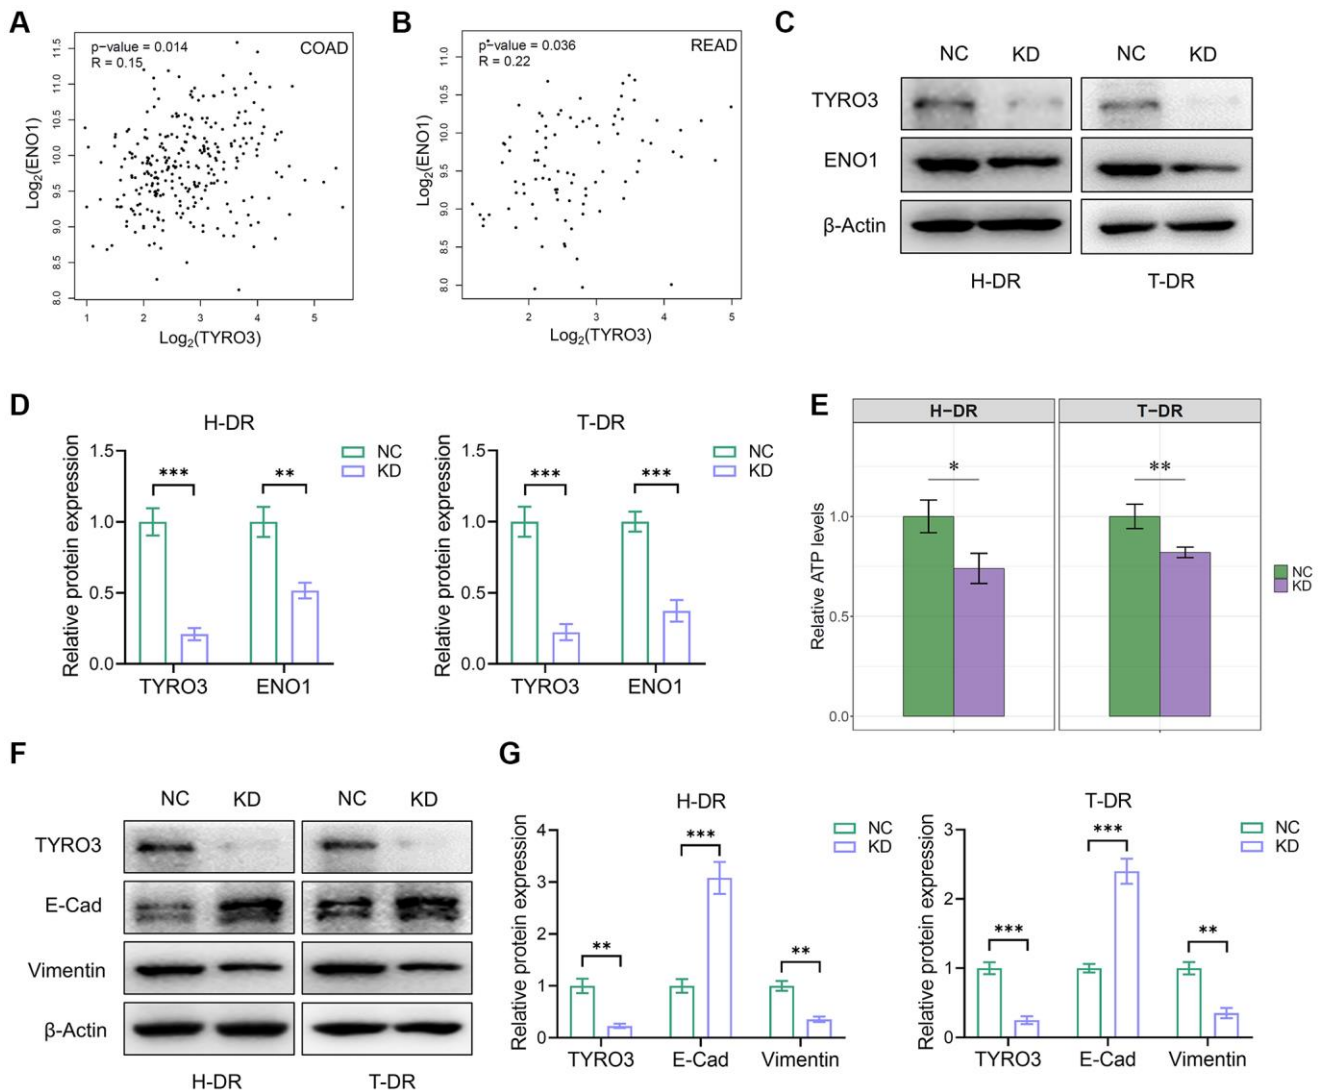 A
p-value = 0.014
R = 0.15
COAD
Log2(ENO1)
11.5
11.0
10.5
10.0
9.5
9.0
8.5
8.0
1 2 3 4 5
Log2(TYRO3)
B
p-value = 0.036
R = 0.22
READ
Log2(ENO1)
11.0
10.5
10.0
9.5
9.0
8.5
8.0
2 3 4 5
Log2(TYRO3)
C
NC KD NC KD
TYRO3
ENO1
β-Actin
H-DR T-DR
D
H-DR
Relative protein expression
1.5
1.0
0.5
0.0
*** **
NC
KD
TYRO3 ENO1
T-DR
Relative protein expression
1.5
1.0
0.5
0.0
*** ***
NC
KD
TYRO3 ENO1
E
H-DR T-DR
Relative ATP levels
* **
1.0
0.5
0.0
NC
KD
F
NC KD NC KD
TYRO3
E-Cad
Vimentin
β-Actin
H-DR T-DR
G
H-DR
Relative protein expression
4
3
2
1
0
** *** **
NC
KD
TYRO3 E-Cad Vimentin
T-DR
Relative protein expression
3
2
1
0
*** *** **
NC
KD
TYRO3 E-Cad Vimentin